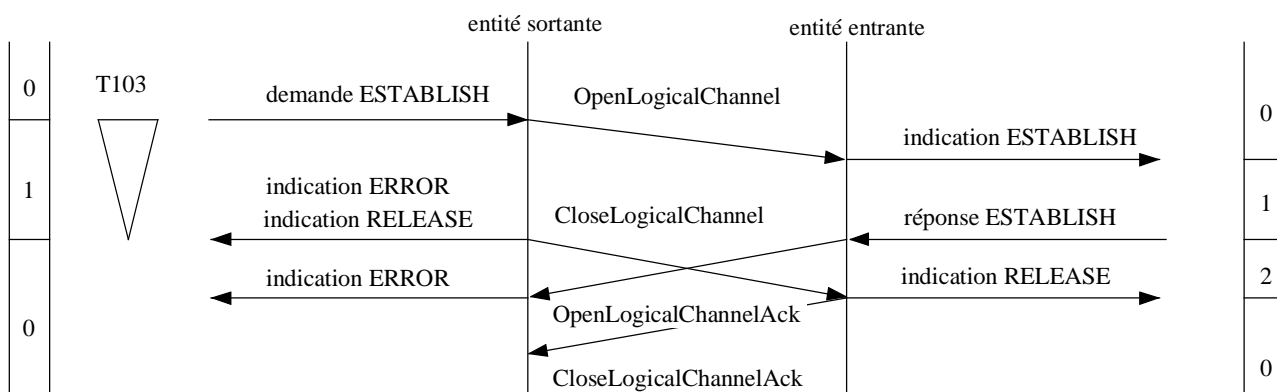 entité sortante
entité entrante
0
T103
demande ESTABLISH
OpenLogicalChannel
0
indication ESTABLISH
1
indication ERROR
indication RELEASE
CloseLogicalChannel
réponse ESTABLISH
1
indication ERROR
indication RELEASE
2
0
OpenLogicalChannelAck
CloseLogicalChannelAck
0